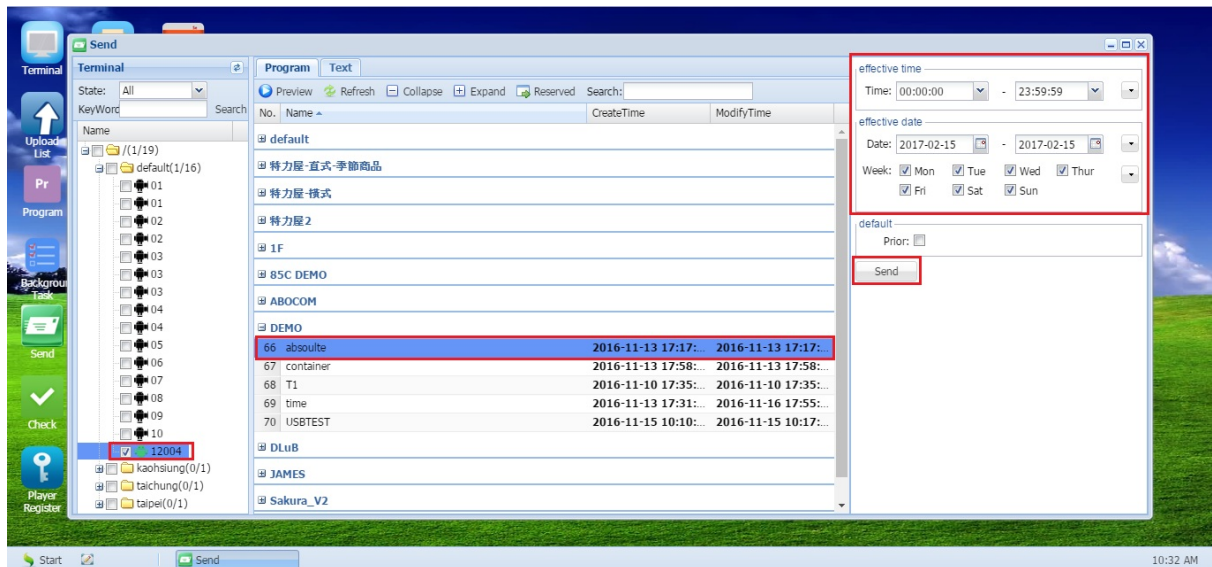 Send
Terminal
Upload List
Pr
Program
Background Task
Send
Check
Player Register
Terminal
State: All
KeyWord Search
Name
/(1/19)
default(1/16)
01
01
02
02
03
03
03
04
04
05
06
07
08
09
10
12004
kaohsiung(0/1)
taichung(0/1)
taipei(0/1)
Program Text
Preview Refresh Collapse Expand Reserved Search:
No. Name CreateTime ModifyTime
default
特力屋-直式-季節商品
特力屋-橫式
特力屋2
1F
85C DEMO
ABOCOM
DEMO
66 absoulte 2016-11-13 17:17:... 2016-11-13 17:17:...
67 container 2016-11-13 17:58:... 2016-11-13 17:58:...
68 T1 2016-11-10 17:35:... 2016-11-10 17:35:...
69 time 2016-11-13 17:31:... 2016-11-16 17:55:...
70 USBTEST 2016-11-15 10:10:... 2016-11-15 10:17:...
DLuB
JAMES
Sakura_V2
effective time
Time: 00:00:00 - 23:59:59
effective date
Date: 2017-02-15 - 2017-02-15
Week: Mon Tue Wed Thur
Fri Sat Sun
default
Prior:
Send
Start Send 10:32 AM